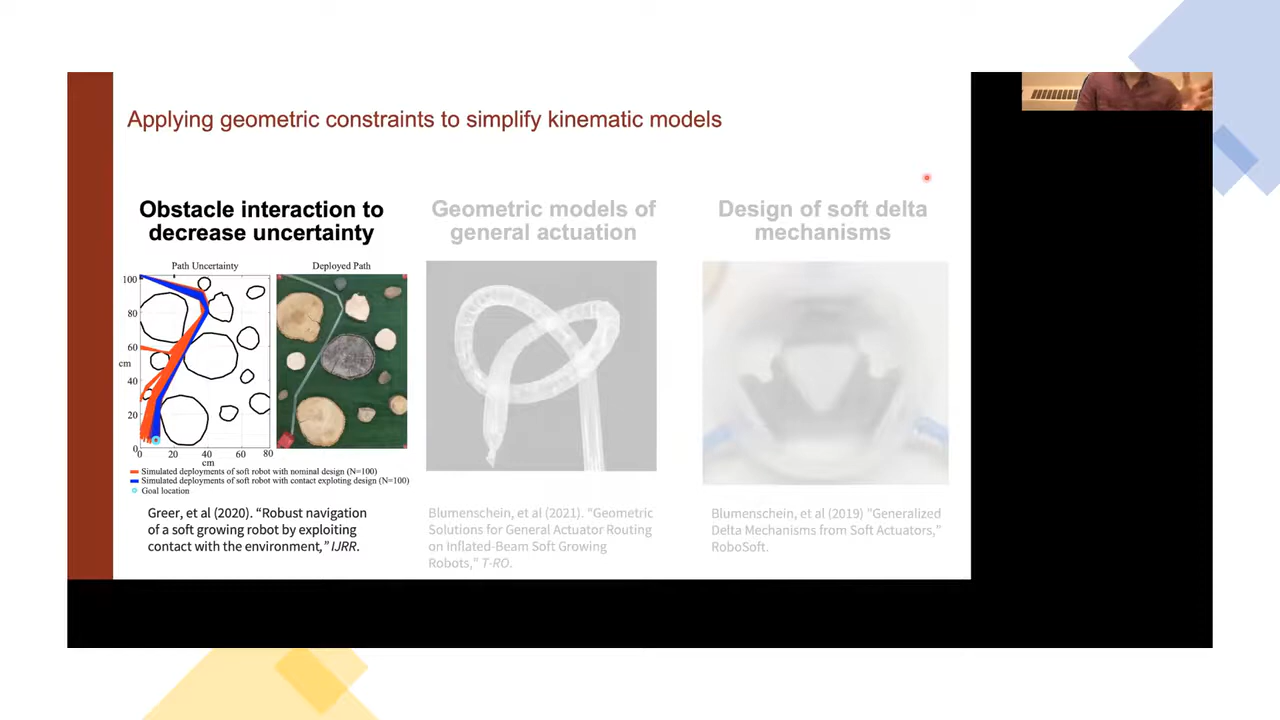 Applying geometric constraints to simplify kinematic models
Obstacle interaction to
decrease uncertainty
Path Uncertainty
Deployed Path
100
80
60
cm
40
20
0
0 20 40 60 80
cm
Simulated deployments of soft robot with nominal design (N=100)
Simulated deployments of soft robot with contact exploting design (N=100)
Goal location
Greer, et al (2020). “Robust navigation
of a soft growing robot by exploiting
contact with the environment,” IJRR.
Geometric models of
general actuation
Blumenschein, et al (2021). “Geometric
Solutions for General Actuator Routing
on Inflated-Beam Soft Growing
Robots,” T-RO.
Design of soft delta
mechanisms
Blumenschein, et al (2019) "Generalized
Delta Mechanisms from Soft Actuators,”
RoboSoft.